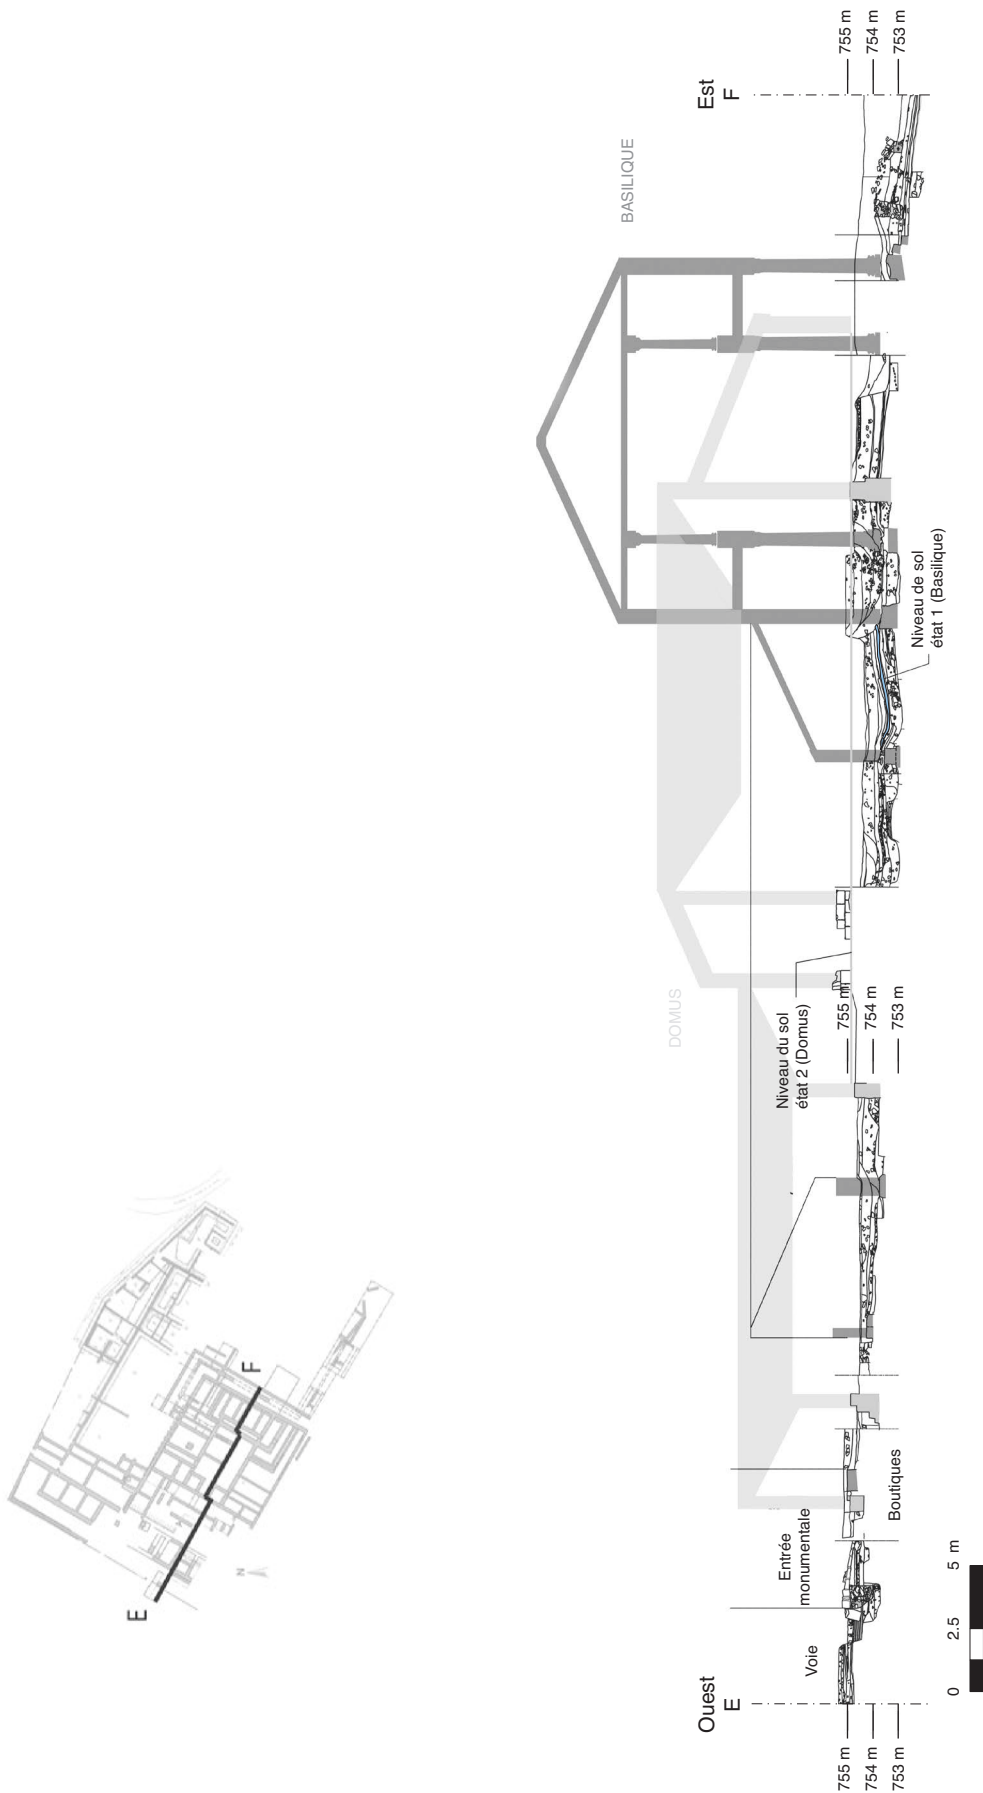 BASILIQUE
DOMUS
Ouest
E
Est
F
755 m
754 m
753 m
755 m
754 m
753 m
755 m
754 m
753 m
Voie
Entrée
monumentale
Boutiques
Niveau du sol
état 2 (Domus)
Niveau de sol
état 1 (Basilique)
0 2.5 5 m
E
F
N